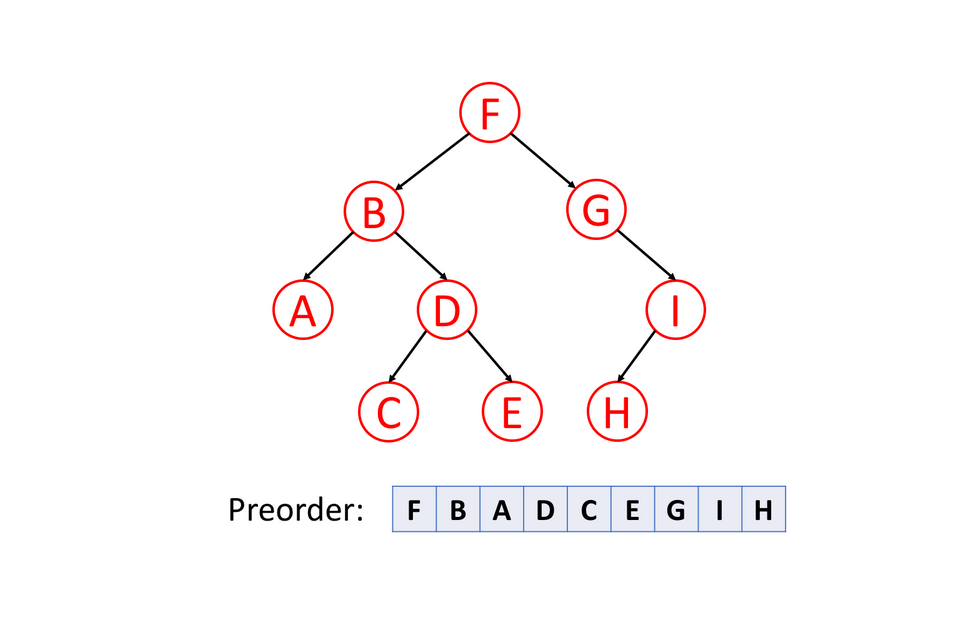 F
B G
A D I
C E H
Preorder: F B A D C E G I H